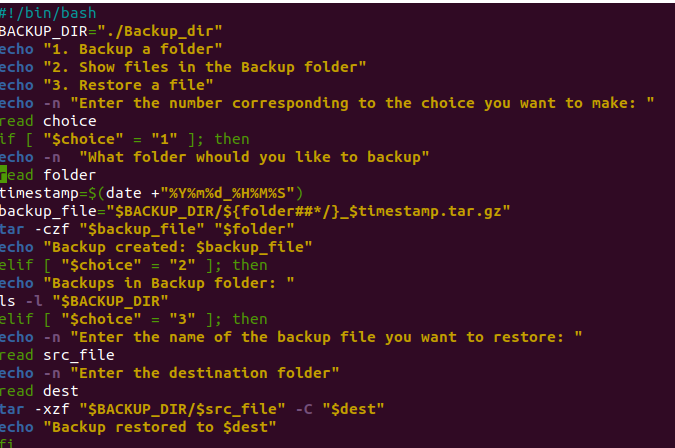 #!/bin/bash
BACKUP_DIR="./Backup_dir"
echo "1. Backup a folder"
echo "2. Show files in the Backup folder"
echo "3. Restore a file"
echo -n "Enter the number corresponding to the choice you want to make: "
read choice
if [ "$choice" = "1" ]; then
echo -n  "What folder whould you like to backup"
read folder
timestamp=$(date +"%Y%m%d_%H%M%S")
backup_file="$BACKUP_DIR/${folder##*/}_$timestamp.tar.gz"
tar -czf "$backup_file" "$folder"
echo "Backup created: $backup_file"
elif [ "$choice" = "2" ]; then
echo "Backups in Backup folder: "
ls -l "$BACKUP_DIR"
elif [ "$choice" = "3" ]; then
echo -n "Enter the name of the backup file you want to restore: "
read src_file
echo -n "Enter the destination folder"
read dest
tar -xzf "$BACKUP_DIR/$src_file" -C "$dest"
echo "Backup restored to $dest"
fi